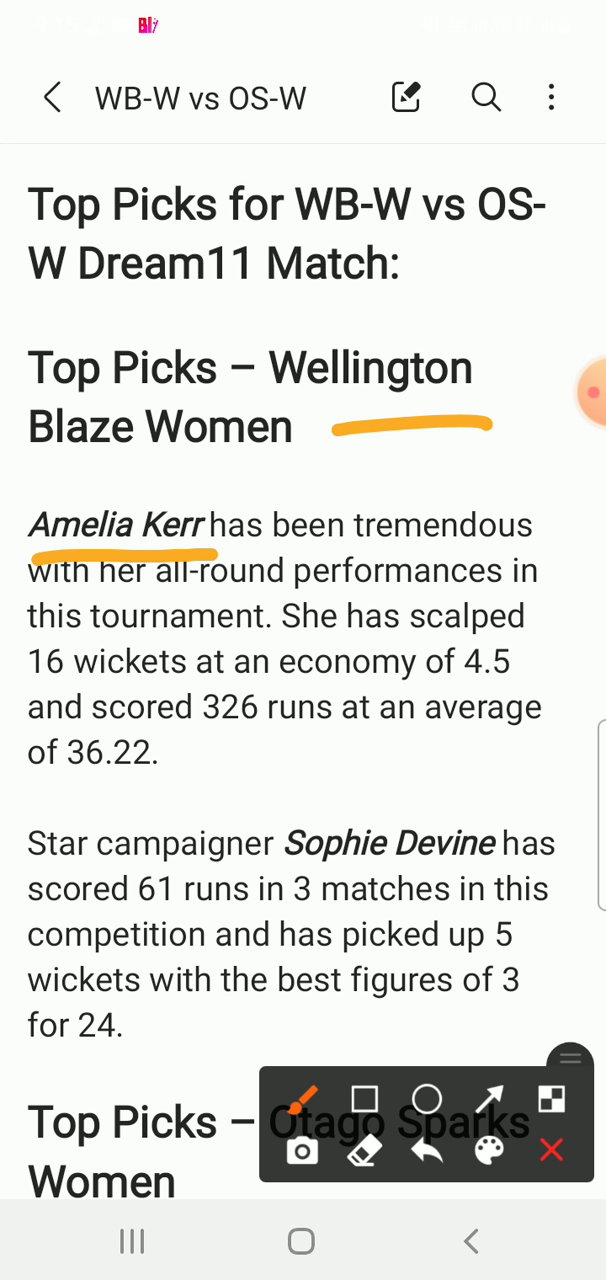 WB-W vs OS-W
Top Picks for WB-W vs OS-
W Dream11 Match:
Top Picks – Wellington
Blaze Women
Amelia Kerr has been tremendous
with her all-round performances in
this tournament. She has scalped
16 wickets at an economy of 4.5
and scored 326 runs at an average
of 36.22.
Star campaigner Sophie Devine has
scored 61 runs in 3 matches in this
competition and has picked up 5
wickets with the best figures of 3
for 24.
Top Picks – Otago Sparks
Women